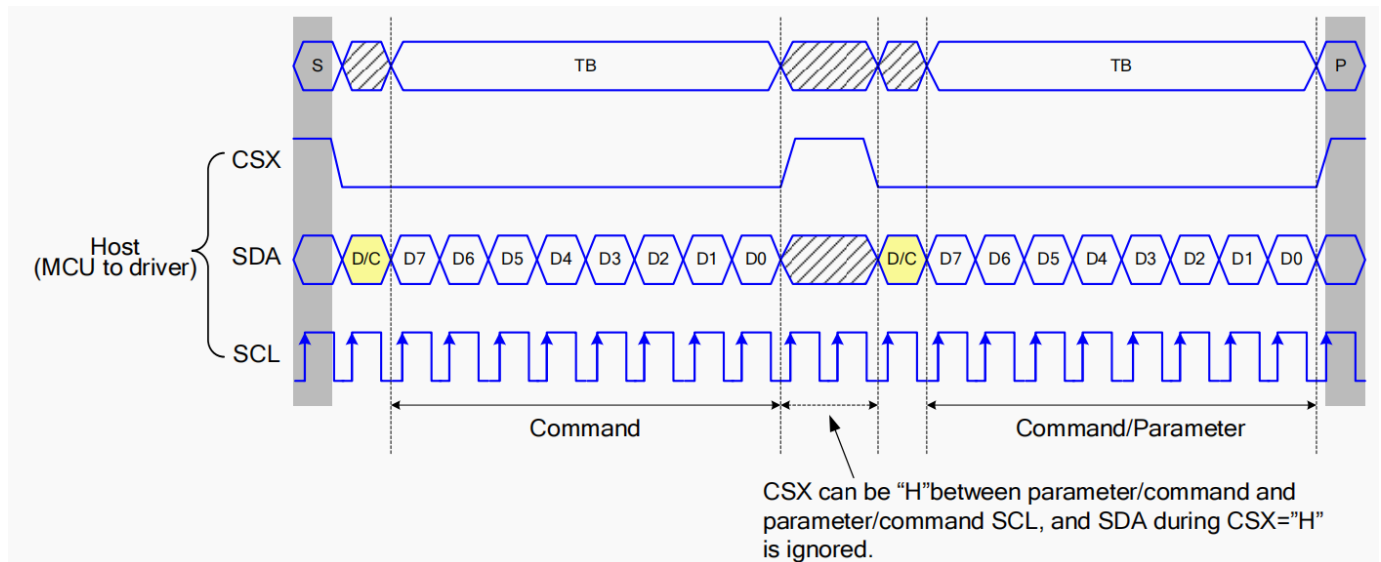 S
TB
TB
P
CSX
Host
(MCU to driver)
SDA
D/C D7 D6 D5 D4 D3 D2 D1 D0 D/C D7 D6 D5 D4 D3 D2 D1 D0
SCL
Command
Command/Parameter
CSX can be “H”between parameter/command and
parameter/command SCL, and SDA during CSX=”H”
is ignored.